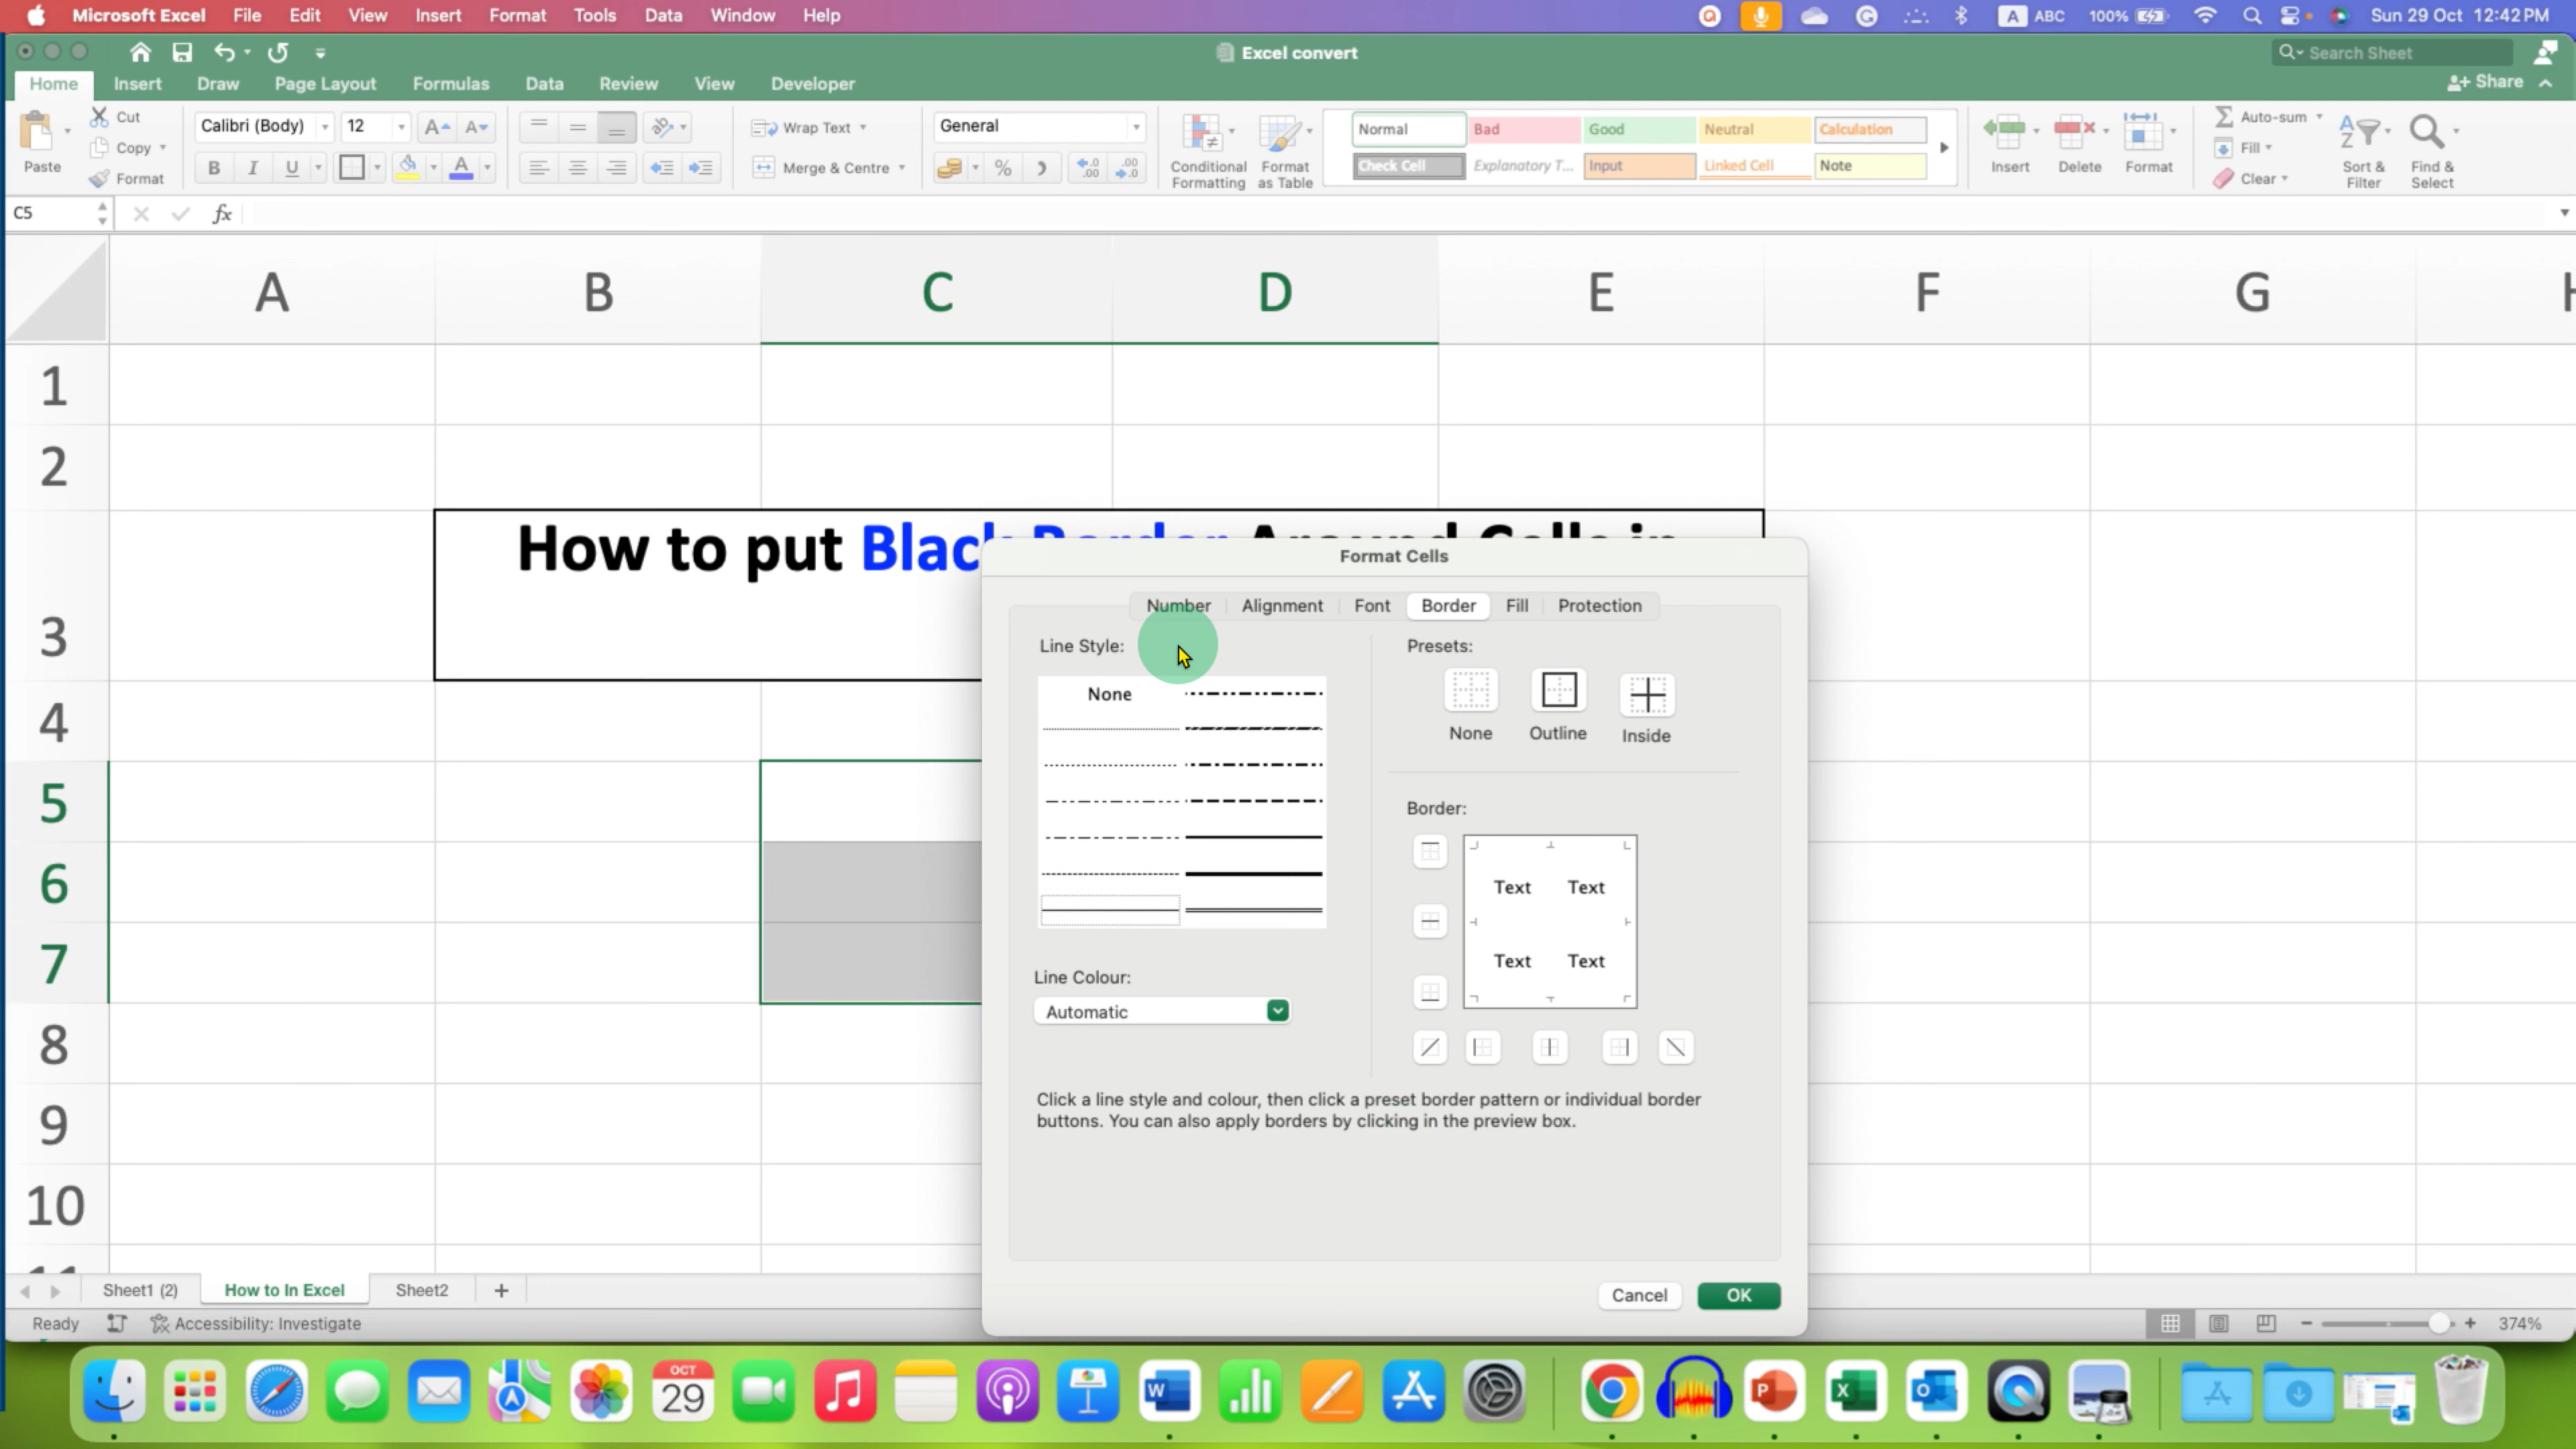 Microsoft Excel File Edit View Insert Format Tools Data Window Help A ABC 100% Sun 29 Oct 12:42 PM
Excel convert
Search Sheet
Home Insert Draw Page Layout Formulas Data Review View Developer Share
Paste
Cut
Copy
Format
Calibri (Body) 12
Wrap Text
Merge & Centre
General
Conditional Formatting
Format as Table
Normal Bad Good Neutral Calculation
Check Cell Explanatory T... Input Linked Cell Note
Insert Delete Format
Auto-sum
Fill
Clear
Sort & Filter
Find & Select
C5 fx
A B C D E F G H
1
2
3
4
5
6
7
8
9
10
11
How to put Black Border Around Cells in
Format Cells
Number Alignment Font Border Fill Protection
Line Style:
None
Line Colour:
Automatic
Presets:
None Outline Inside
Border:
Text Text
Text Text
Click a line style and colour, then click a preset border pattern or individual border
buttons. You can also apply borders by clicking in the preview box.
Cancel OK
Sheet1 (2) How to In Excel Sheet2 +
Ready Accessibility: Investigate 374%
OCT
29
W P X O